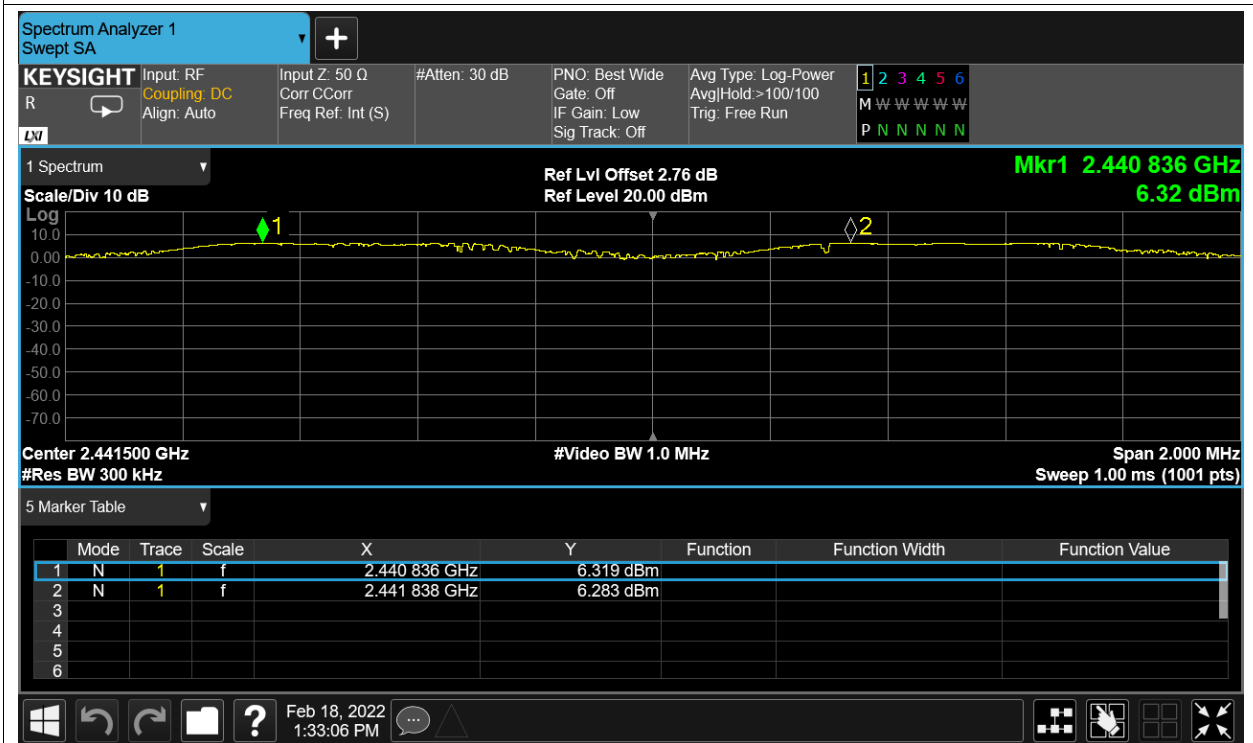 Spectrum Analyzer 1
Swept SA
KEYSIGHT
R
LXI
Input: RF
Coupling: DC
Align: Auto
Input Z: 50 Ω
Corr CCorr
Freq Ref: Int (S)
#Atten: 30 dB
PNO: Best Wide
Gate: Off
IF Gain: Low
Sig Track: Off
Avg Type: Log-Power
Avg|Hold:>100/100
Trig: Free Run
1 2 3 4 5 6
M W W W W W
P N N N N N
1 Spectrum
Scale/Div 10 dB
Ref Lvl Offset 2.76 dB
Ref Level 20.00 dBm
Mkr1 2.440 836 GHz
6.32 dBm
Log
10.0
0.00
-10.0
-20.0
-30.0
-40.0
-50.0
-60.0
-70.0
1
2
Center 2.441500 GHz
#Res BW 300 kHz
#Video BW 1.0 MHz
Span 2.000 MHz
Sweep 1.00 ms (1001 pts)
5 Marker Table
Mode Trace Scale X Y Function Function Width Function Value
1 N 1 f 2.440 836 GHz 6.319 dBm
2 N 1 f 2.441 838 GHz 6.283 dBm
3
4
5
6
?
Feb 18, 2022
1:33:06 PM